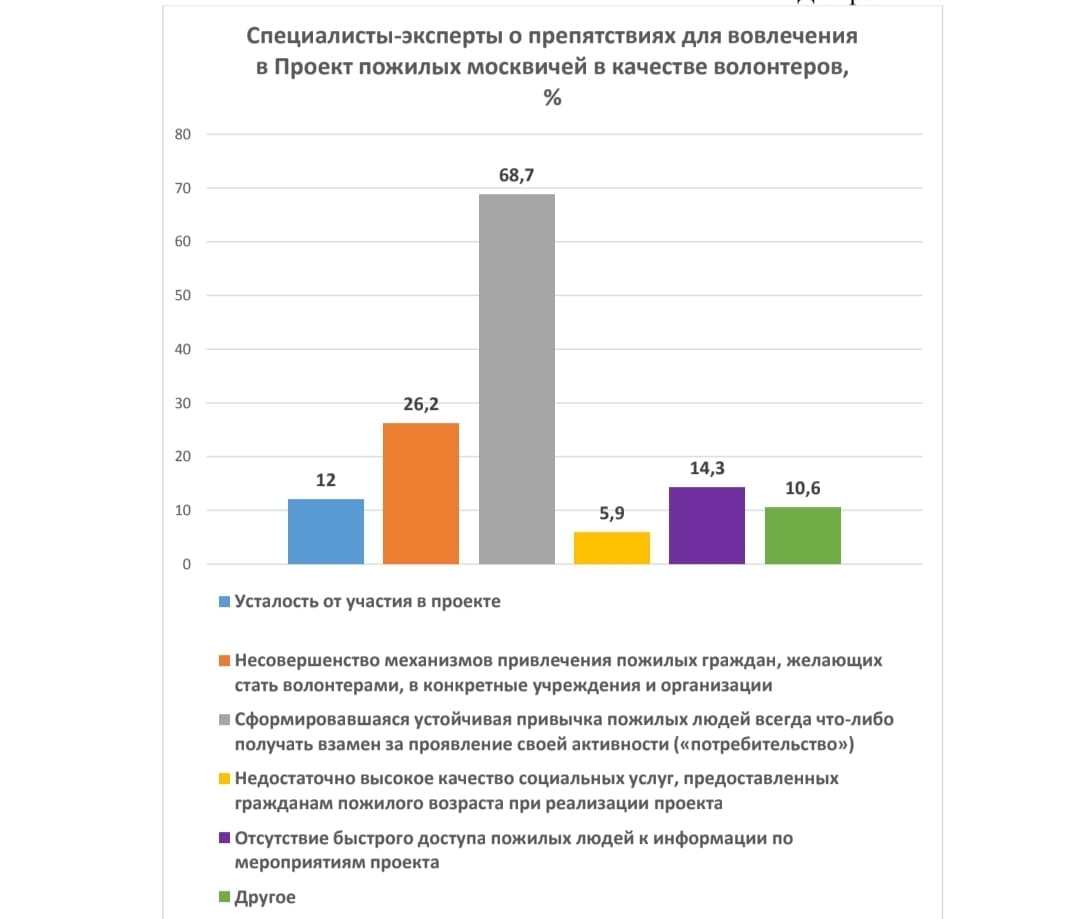 Специалисты-эксперты о препятствиях для вовлечения
в Проект пожилых москвичей в качестве волонтеров,
%
80
70
60
50
40
30
20
10
0
12
26,2
68,7
5,9
14,3
10,6
Усталость от участия в проекте
Несовершенство механизмов привлечения пожилых граждан, желающих
стать волонтерами, в конкретные учреждения и организации
Сформировавшаяся устойчивая привычка пожилых людей всегда что-либо
получать взамен за проявление своей активности («потребительство»)
Недостаточно высокое качество социальных услуг, предоставленных
гражданам пожилого возраста при реализации проекта
Отсутствие быстрого доступа пожилых людей к информации по
мероприятиям проекта
Другое